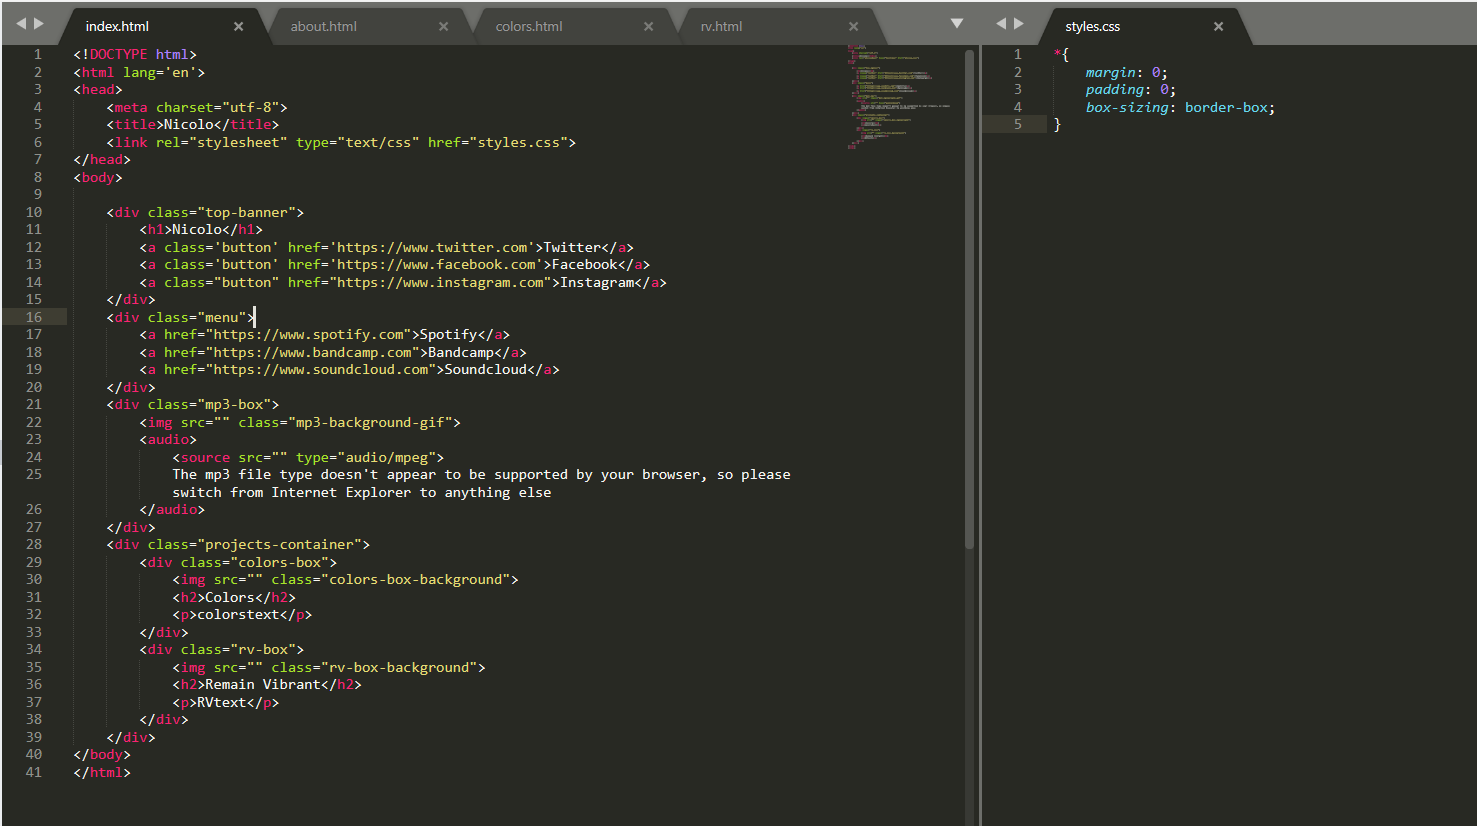 index.html
about.html
colors.html
rv.html
1 <!DOCTYPE html>
2 <html lang='en'>
3 <head>
4 <meta charset="utf-8">
5 <title>Nicolo</title>
6 <link rel="stylesheet" type="text/css" href="styles.css">
7 </head>
8 <body>
9
10 <div class="top-banner">
11 <h1>Nicolo</h1>
12 <a class='button' href='https://www.twitter.com'>Twitter</a>
13 <a class='button' href='https://www.facebook.com'>Facebook</a>
14 <a class="button" href="https://www.instagram.com">Instagram</a>
15 </div>
16 <div class="menu">
17 <a href="https://www.spotify.com">Spotify</a>
18 <a href="https://www.bandcamp.com">Bandcamp</a>
19 <a href="https://www.soundcloud.com">Soundcloud</a>
20 </div>
21 <div class="mp3-box">
22 <img src="" class="mp3-background-gif">
23 <audio>
24 <source src="" type="audio/mpeg">
25 The mp3 file type doesn't appear to be supported by your browser, so please
switch from Internet Explorer to anything else
26 </audio>
27 </div>
28 <div class="projects-container">
29 <div class="colors-box">
30 <img src="" class="colors-box-background">
31 <h2>Colors</h2>
32 <p>colorstext</p>
33 </div>
34 <div class="rv-box">
35 <img src="" class="rv-box-background">
36 <h2>Remain Vibrant</h2>
37 <p>RVtext</p>
38 </div>
39 </div>
40 </body>
41 </html>
styles.css
1 *{
2 margin: 0;
3 padding: 0;
4 box-sizing: border-box;
5 }